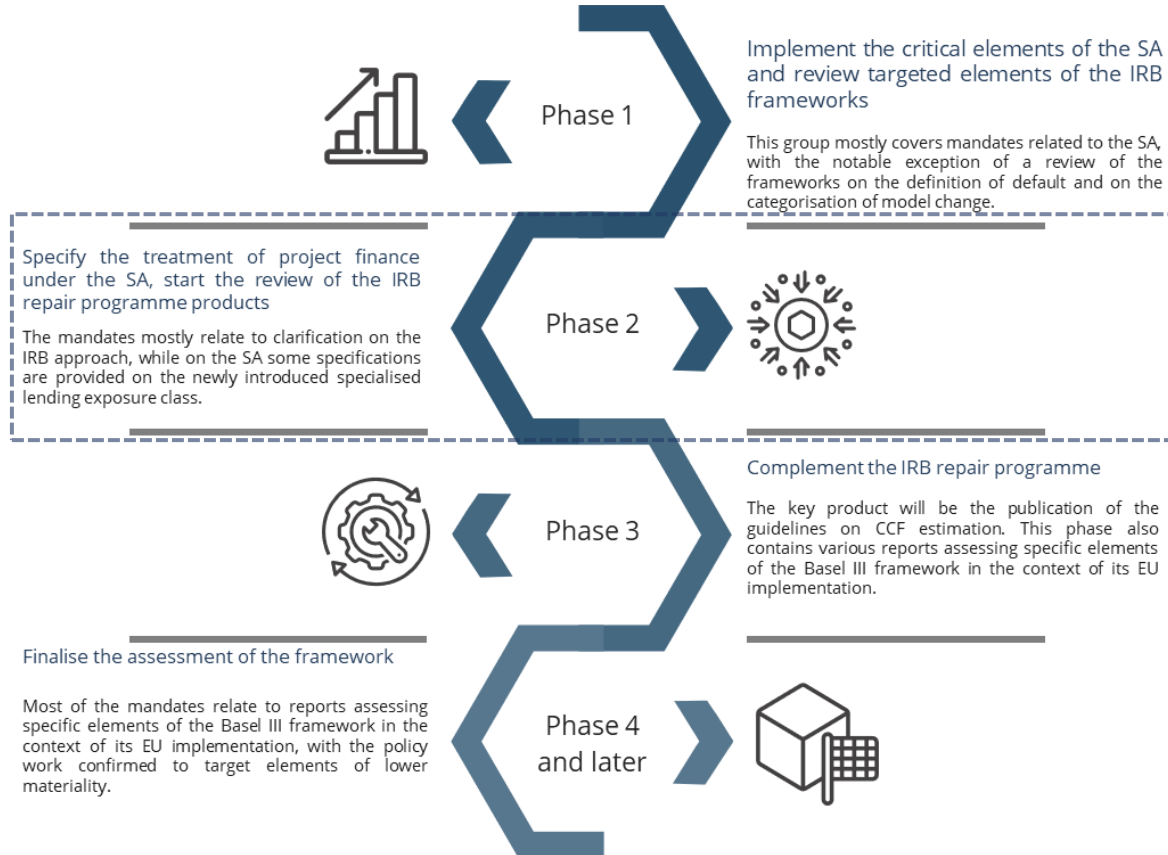 Phase 1
Implement the critical elements of the SA
and review targeted elements of the IRB
frameworks
This group mostly covers mandates related to the SA,
with the notable exception of a review of the
frameworks on the definition of default and on the
categorisation of model change.
Specify the treatment of project finance
under the SA, start the review of the IRB
repair programme products
The mandates mostly relate to clarification on the
IRB approach, while on the SA some specifications
are provided on the newly introduced specialised
lending exposure class.
Phase 2
Phase 3
Complement the IRB repair programme
The key product will be the publication of the
guidelines on CCF estimation. This phase also
contains various reports assessing specific elements
of the Basel III framework in the context of its EU
implementation.
Finalise the assessment of the framework
Most of the mandates relate to reports assessing
specific elements of the Basel III framework in the
context of its EU implementation, with the policy
work confirmed to target elements of lower
materiality.
Phase 4
and later